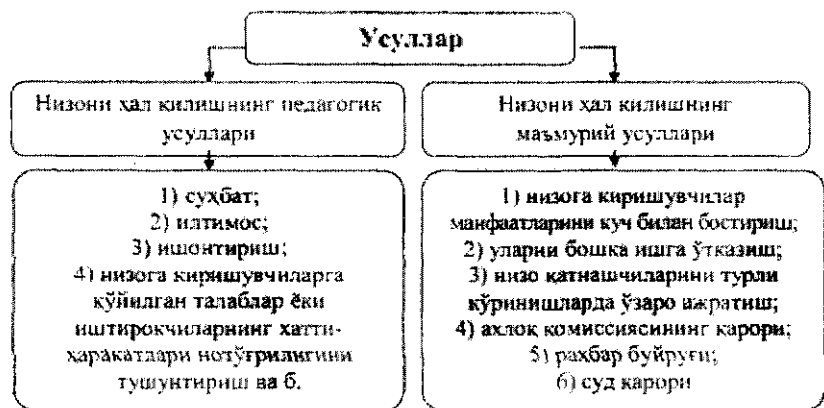 Усуллар
Низони ҳал қилишнинг педагогик
усуллари
Низони ҳал қилишнинг
маъмурий усуллари
1) суҳбат;
2) илтимос;
3) ишонтириш;
4) низога киришувчиларга
қўйилган талаблар ёки
иштирокчиларнинг хатти-
ҳаракатлари нотўғрилигини
тушунтириш ва б.
1) низога киришувчилар
манфаатларини куч билан бостириш;
2) уларни бошка ишга ўтказиш;
3) низо қатнашчиларини турли
кўринишларда ўзаро ажратиш;
4) ахлоқ комиссиясининг қарори;
5) раҳбар буйруғи;
6) суд қарори